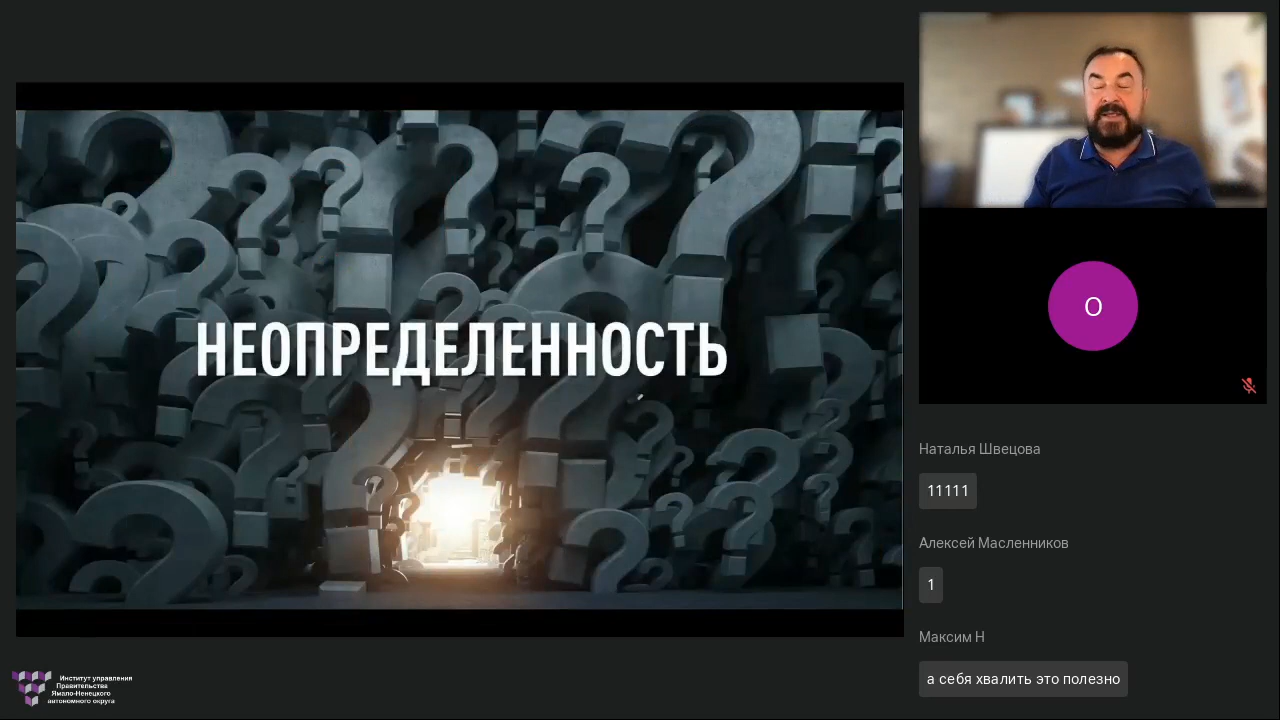 НЕОПРЕДЕЛЕННОСТЬ
О
Наталья Швецова
11111
Алексей Масленников
1
Максим Н
а себя хвалить это полезно
Институт управления
Правительства
Ямало-Ненецкого
автономного округа